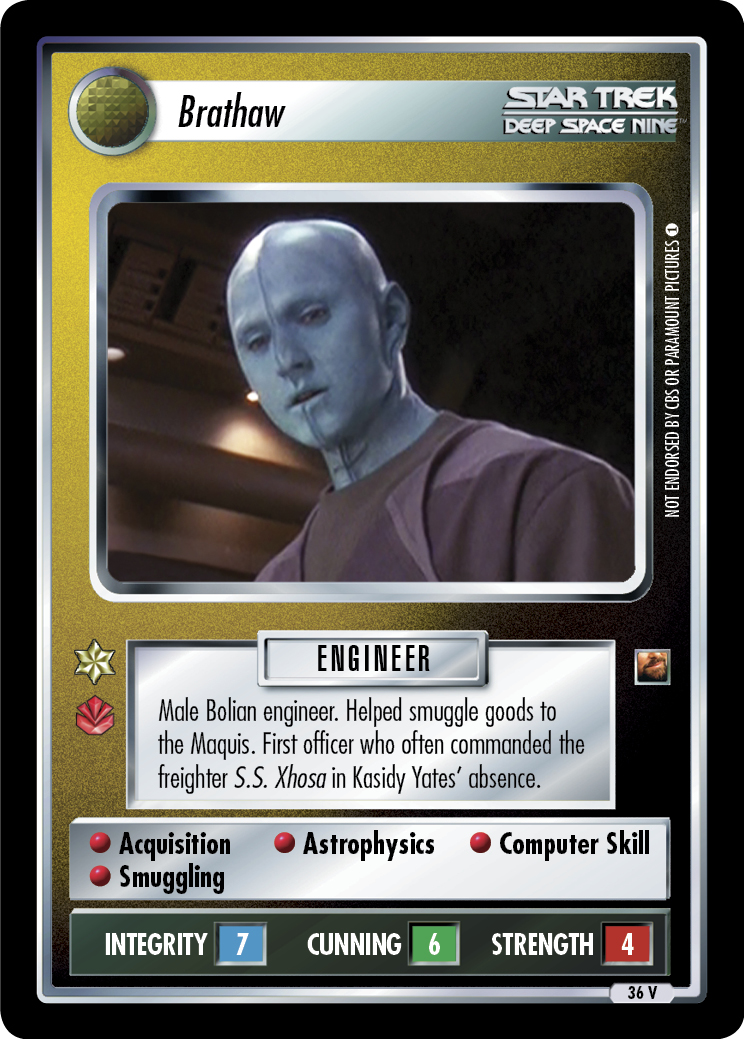 Brathaw
STAR TREK
DEEP SPACE NINE™
NOT ENDORSED BY CBS OR PARAMOUNT PICTURES 1
ENGINEER
Male Bolian engineer. Helped smuggle goods to
the Maquis. First officer who often commanded the
freighter S.S. Xhosa in Kasidy Yates’ absence.
Acquisition Astrophysics Computer Skill
Smuggling
INTEGRITY 7 CUNNING 6 STRENGTH 4
36 V